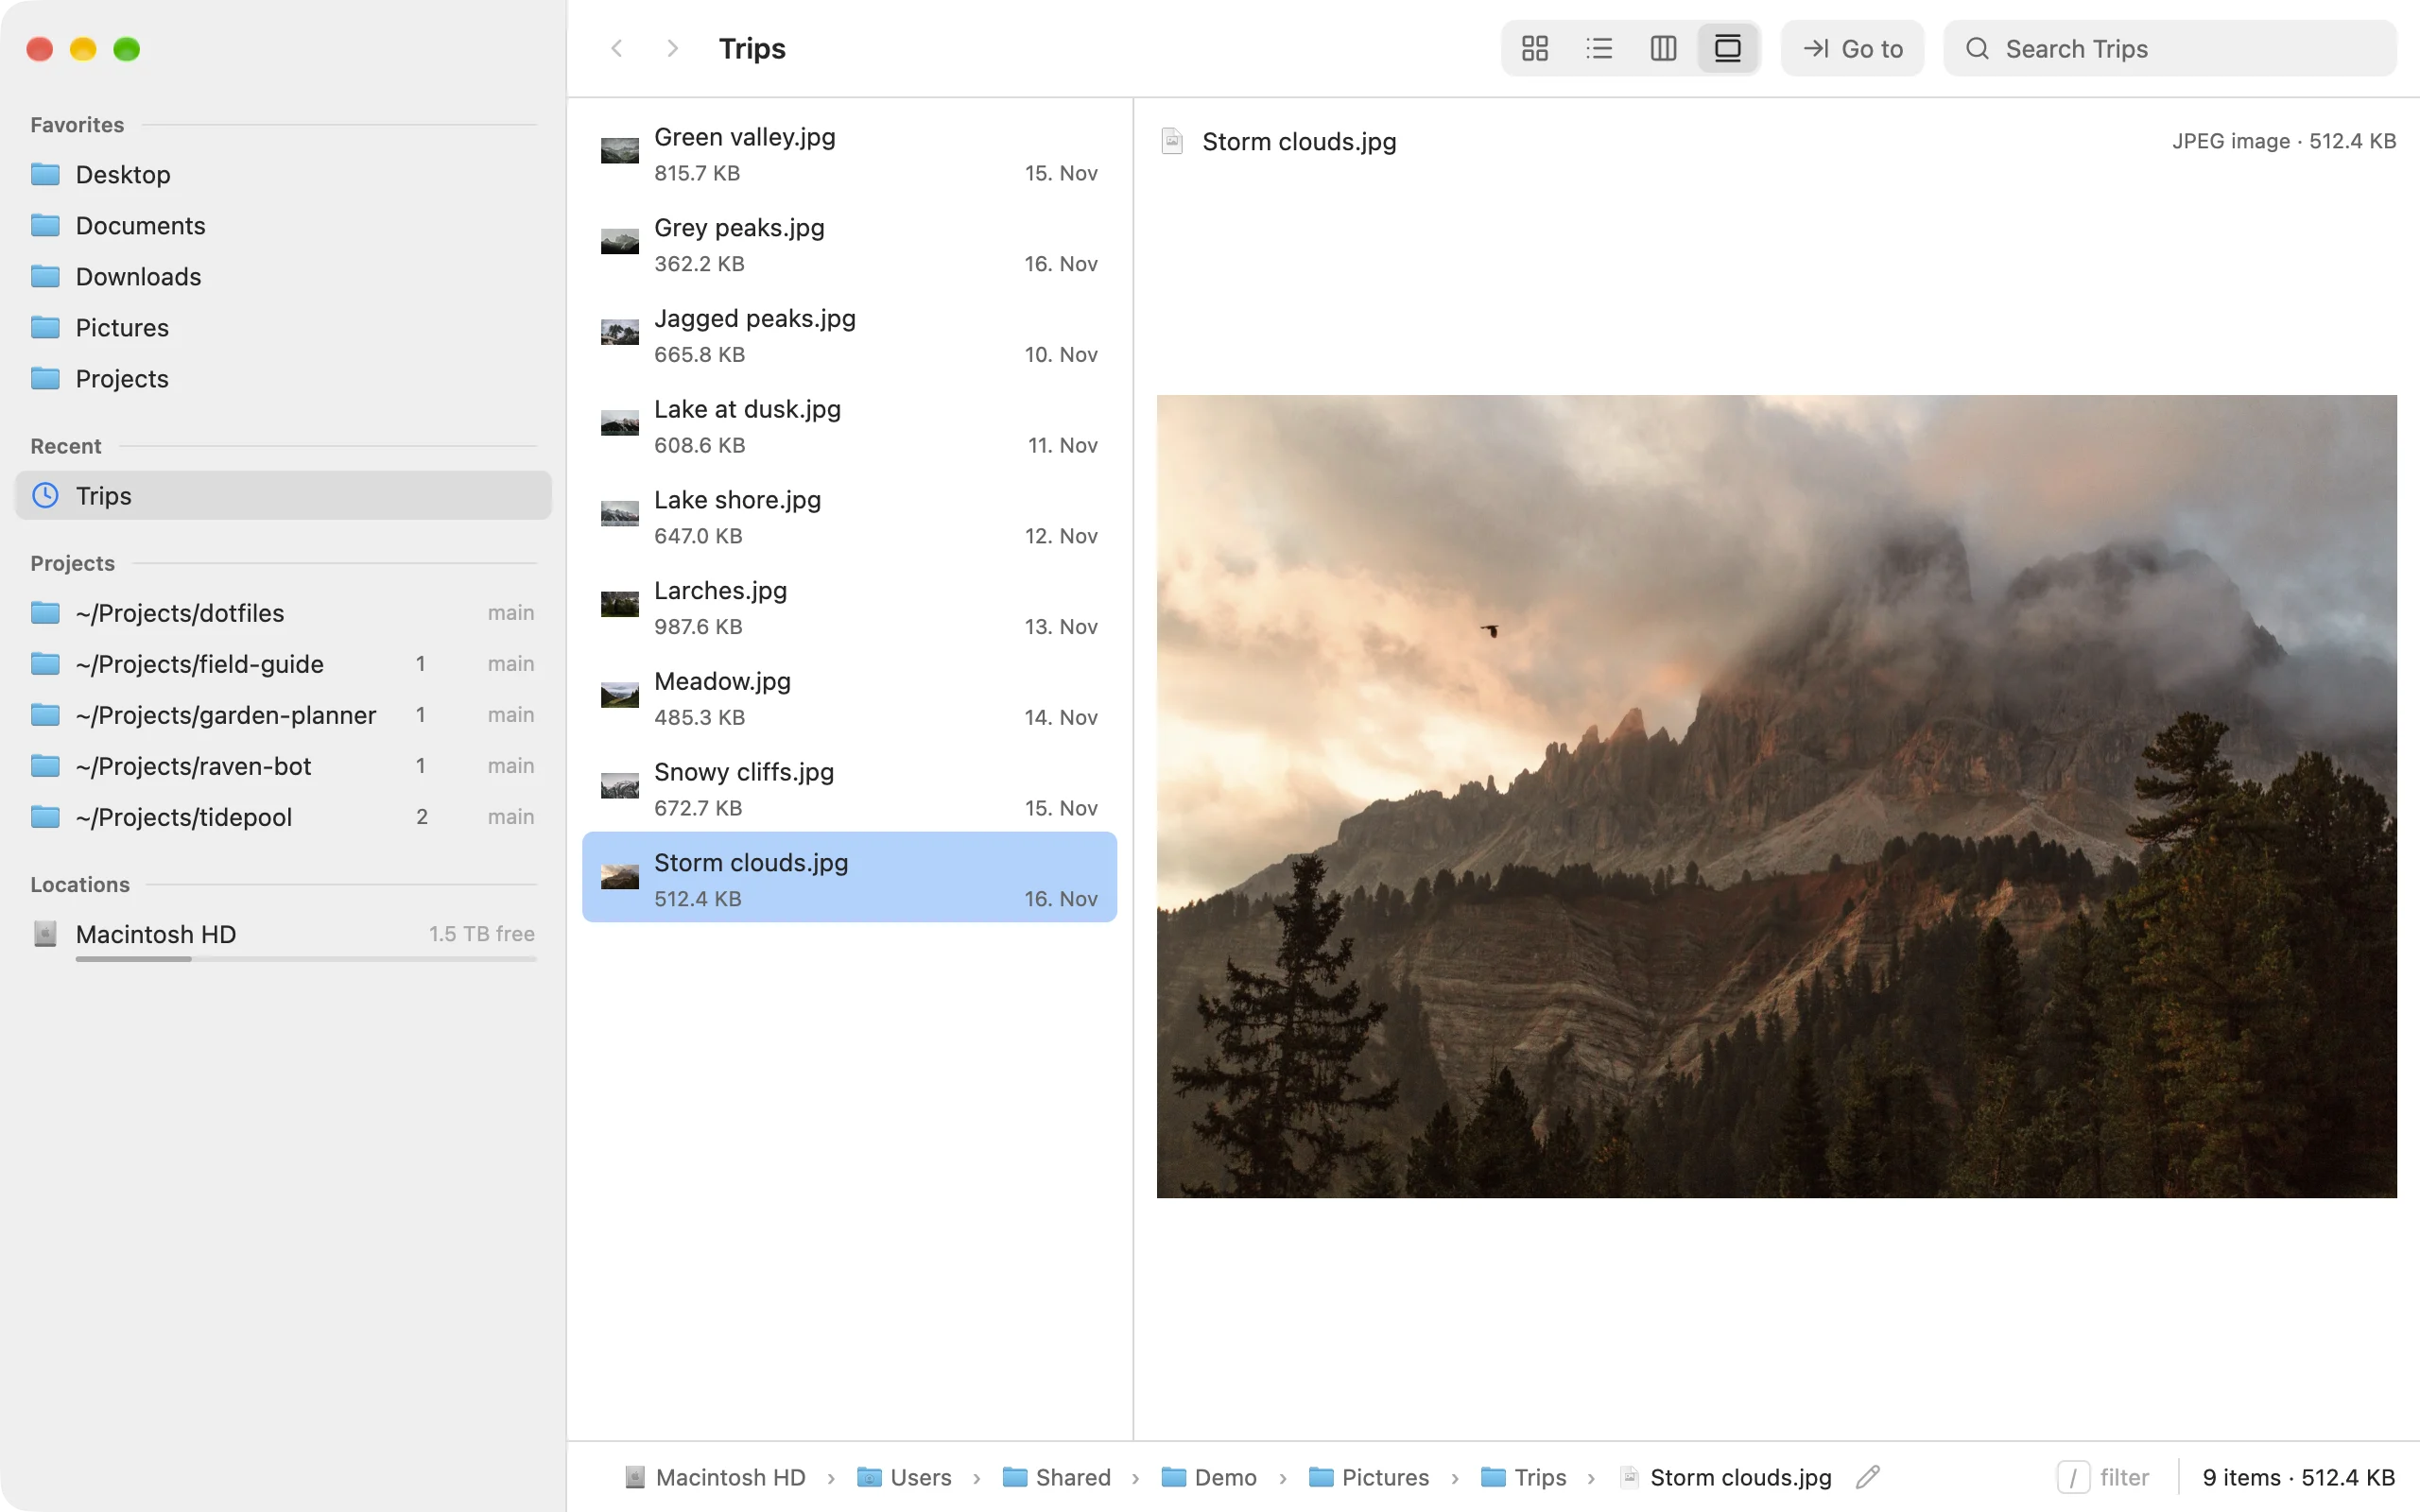 Trips
Go to
Search Trips
Favorites
Desktop
Documents
Downloads
Pictures
Projects
Recent
Trips
Projects
~/Projects/dotfiles main
~/Projects/field-guide 1 main
~/Projects/garden-planner 1 main
~/Projects/raven-bot 1 main
~/Projects/tidepool 2 main
Locations
Macintosh HD 1.5 TB free
Green valley.jpg
815.7 KB 15. Nov
Grey peaks.jpg
362.2 KB 16. Nov
Jagged peaks.jpg
665.8 KB 10. Nov
Lake at dusk.jpg
608.6 KB 11. Nov
Lake shore.jpg
647.0 KB 12. Nov
Larches.jpg
987.6 KB 13. Nov
Meadow.jpg
485.3 KB 14. Nov
Snowy cliffs.jpg
672.7 KB 15. Nov
Storm clouds.jpg
512.4 KB 16. Nov
Storm clouds.jpg JPEG image · 512.4 KB
Macintosh HD › Users › Shared › Demo › Pictures › Trips › Storm clouds.jpg
/ filter
9 items · 512.4 KB